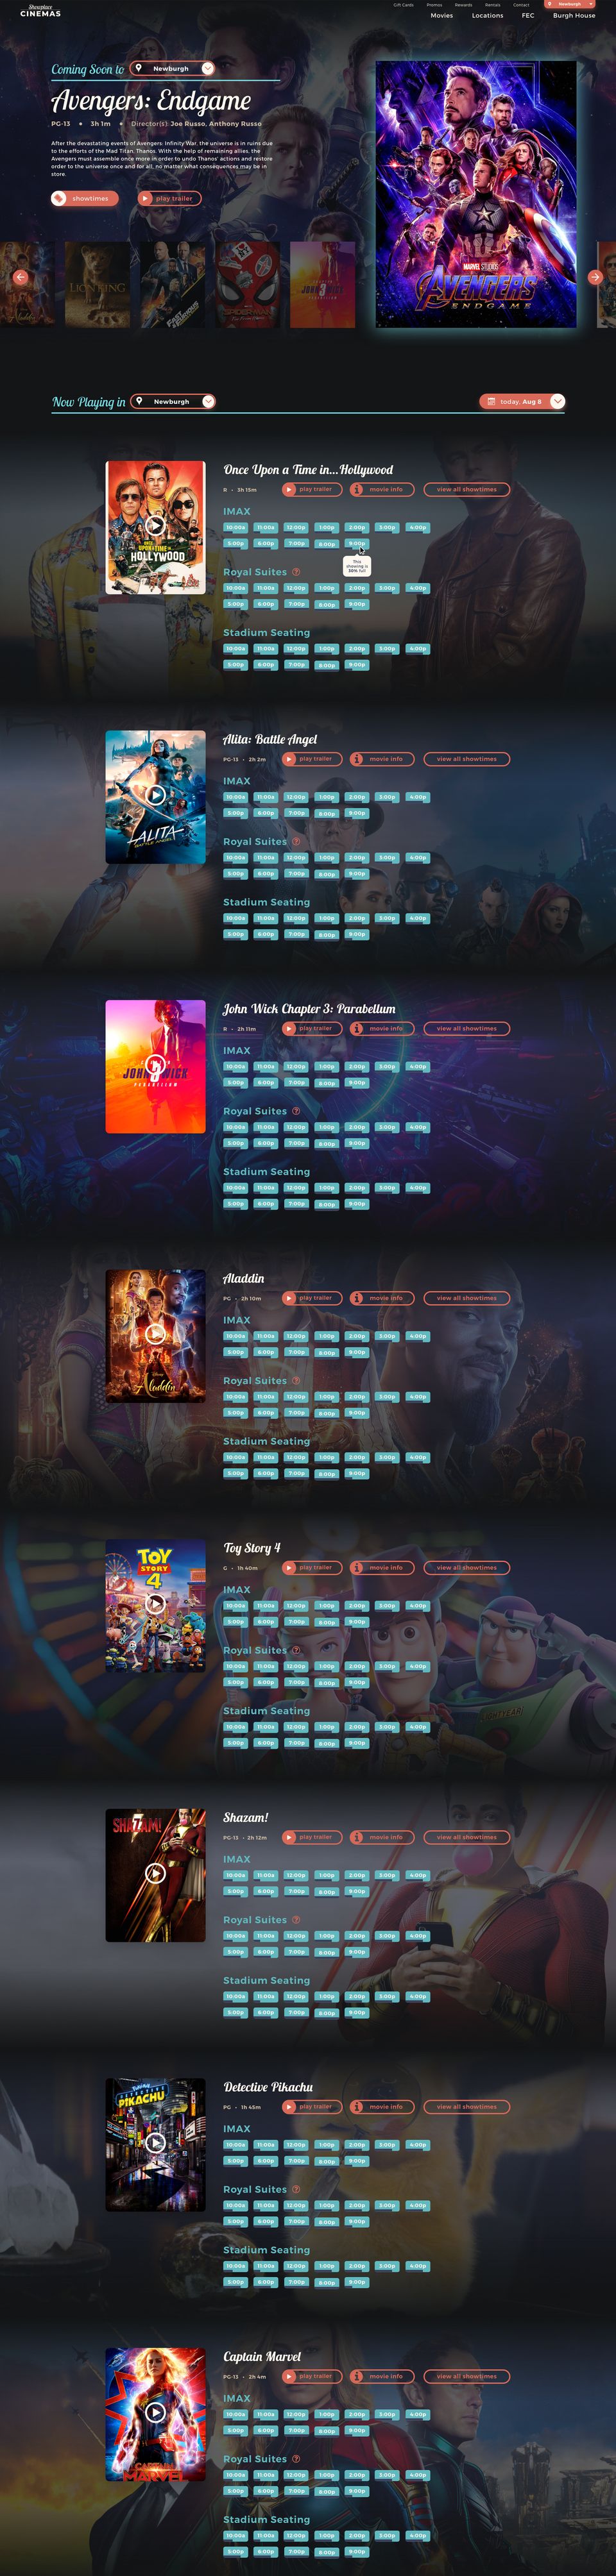 Showplace
CINEMAS
Gift Cards Promos Rewards Rentals Contact Newburgh
Movies Locations FEC Burgh House
Coming Soon to Newburgh
Avengers: Endgame
PG-13 • 3h 1m • Director(s): Joe Russo, Anthony Russo
After the devastating events of Avengers: Infinity War, the universe is in ruins due
to the efforts of the Mad Titan, Thanos. With the help of remaining allies, the
Avengers must assemble once more in order to undo Thanos' actions and restore
order to the universe once and for all, no matter what consequences may be in
store.
showtimes play trailer
MARVEL STUDIOS
AVENGERS
ENDGAME
Now Playing in Newburgh today, Aug 8
Once Upon a Time in...Hollywood
R • 3h 15m play trailer movie info view all showtimes
IMAX
10:00a 11:00a 12:00p 1:00p 2:00p 3:00p 4:00p
5:00p 6:00p 7:00p 8:00p 9:00p
This
showing is
30% full
Royal Suites ?
10:00a 11:00a 12:00p 1:00p 2:00p 3:00p 4:00p
5:00p 6:00p 7:00p 8:00p 9:00p
Stadium Seating
10:00a 11:00a 12:00p 1:00p 2:00p 3:00p 4:00p
5:00p 6:00p 7:00p 8:00p 9:00p
HOLLYWOOD
Alita: Battle Angel
PG-13 • 2h 2m play trailer movie info view all showtimes
IMAX
10:00a 11:00a 12:00p 1:00p 2:00p 3:00p 4:00p
5:00p 6:00p 7:00p 8:00p 9:00p
Royal Suites ?
10:00a 11:00a 12:00p 1:00p 2:00p 3:00p 4:00p
5:00p 6:00p 7:00p 8:00p 9:00p
Stadium Seating
10:00a 11:00a 12:00p 1:00p 2:00p 3:00p 4:00p
5:00p 6:00p 7:00p 8:00p 9:00p
ALITA
BATTLE ANGEL
John Wick Chapter 3: Parabellum
R • 2h 11m play trailer movie info view all showtimes
IMAX
10:00a 11:00a 12:00p 1:00p 2:00p 3:00p 4:00p
5:00p 6:00p 7:00p 8:00p 9:00p
Royal Suites ?
10:00a 11:00a 12:00p 1:00p 2:00p 3:00p 4:00p
5:00p 6:00p 7:00p 8:00p 9:00p
Stadium Seating
10:00a 11:00a 12:00p 1:00p 2:00p 3:00p 4:00p
5:00p 6:00p 7:00p 8:00p 9:00p
Aladdin
PG • 2h 10m play trailer movie info view all showtimes
IMAX
10:00a 11:00a 12:00p 1:00p 2:00p 3:00p 4:00p
5:00p 6:00p 7:00p 8:00p 9:00p
Royal Suites ?
10:00a 11:00a 12:00p 1:00p 2:00p 3:00p 4:00p
5:00p 6:00p 7:00p 8:00p 9:00p
Stadium Seating
10:00a 11:00a 12:00p 1:00p 2:00p 3:00p 4:00p
5:00p 6:00p 7:00p 8:00p 9:00p
Aladdin
Toy Story 4
G • 1h 40m play trailer movie info view all showtimes
IMAX
10:00a 11:00a 12:00p 1:00p 2:00p 3:00p 4:00p
5:00p 6:00p 7:00p 8:00p 9:00p
Royal Suites ?
10:00a 11:00a 12:00p 1:00p 2:00p 3:00p 4:00p
5:00p 6:00p 7:00p 8:00p 9:00p
Stadium Seating
10:00a 11:00a 12:00p 1:00p 2:00p 3:00p 4:00p
5:00p 6:00p 7:00p 8:00p 9:00p
TOY
STORY
4
Shazam!
PG-13 • 2h 12m play trailer movie info view all showtimes
IMAX
10:00a 11:00a 12:00p 1:00p 2:00p 3:00p 4:00p
5:00p 6:00p 7:00p 8:00p 9:00p
Royal Suites ?
10:00a 11:00a 12:00p 1:00p 2:00p 3:00p 4:00p
5:00p 6:00p 7:00p 8:00p 9:00p
Stadium Seating
10:00a 11:00a 12:00p 1:00p 2:00p 3:00p 4:00p
5:00p 6:00p 7:00p 8:00p 9:00p
SHAZAM!
Detective Pikachu
PG • 1h 45m play trailer movie info view all showtimes
IMAX
10:00a 11:00a 12:00p 1:00p 2:00p 3:00p 4:00p
5:00p 6:00p 7:00p 8:00p 9:00p
Royal Suites ?
10:00a 11:00a 12:00p 1:00p 2:00p 3:00p 4:00p
5:00p 6:00p 7:00p 8:00p 9:00p
Stadium Seating
10:00a 11:00a 12:00p 1:00p 2:00p 3:00p 4:00p
5:00p 6:00p 7:00p 8:00p 9:00p
DETECTIVE
PIKACHU
Captain Marvel
PG-13 • 2h 4m play trailer movie info view all showtimes
IMAX
10:00a 11:00a 12:00p 1:00p 2:00p 3:00p 4:00p
5:00p 6:00p 7:00p 8:00p 9:00p
Royal Suites ?
10:00a 11:00a 12:00p 1:00p 2:00p 3:00p 4:00p
5:00p 6:00p 7:00p 8:00p 9:00p
Stadium Seating
10:00a 11:00a 12:00p 1:00p 2:00p 3:00p 4:00p
5:00p 6:00p 7:00p 8:00p 9:00p
CAPTAIN
MARVEL